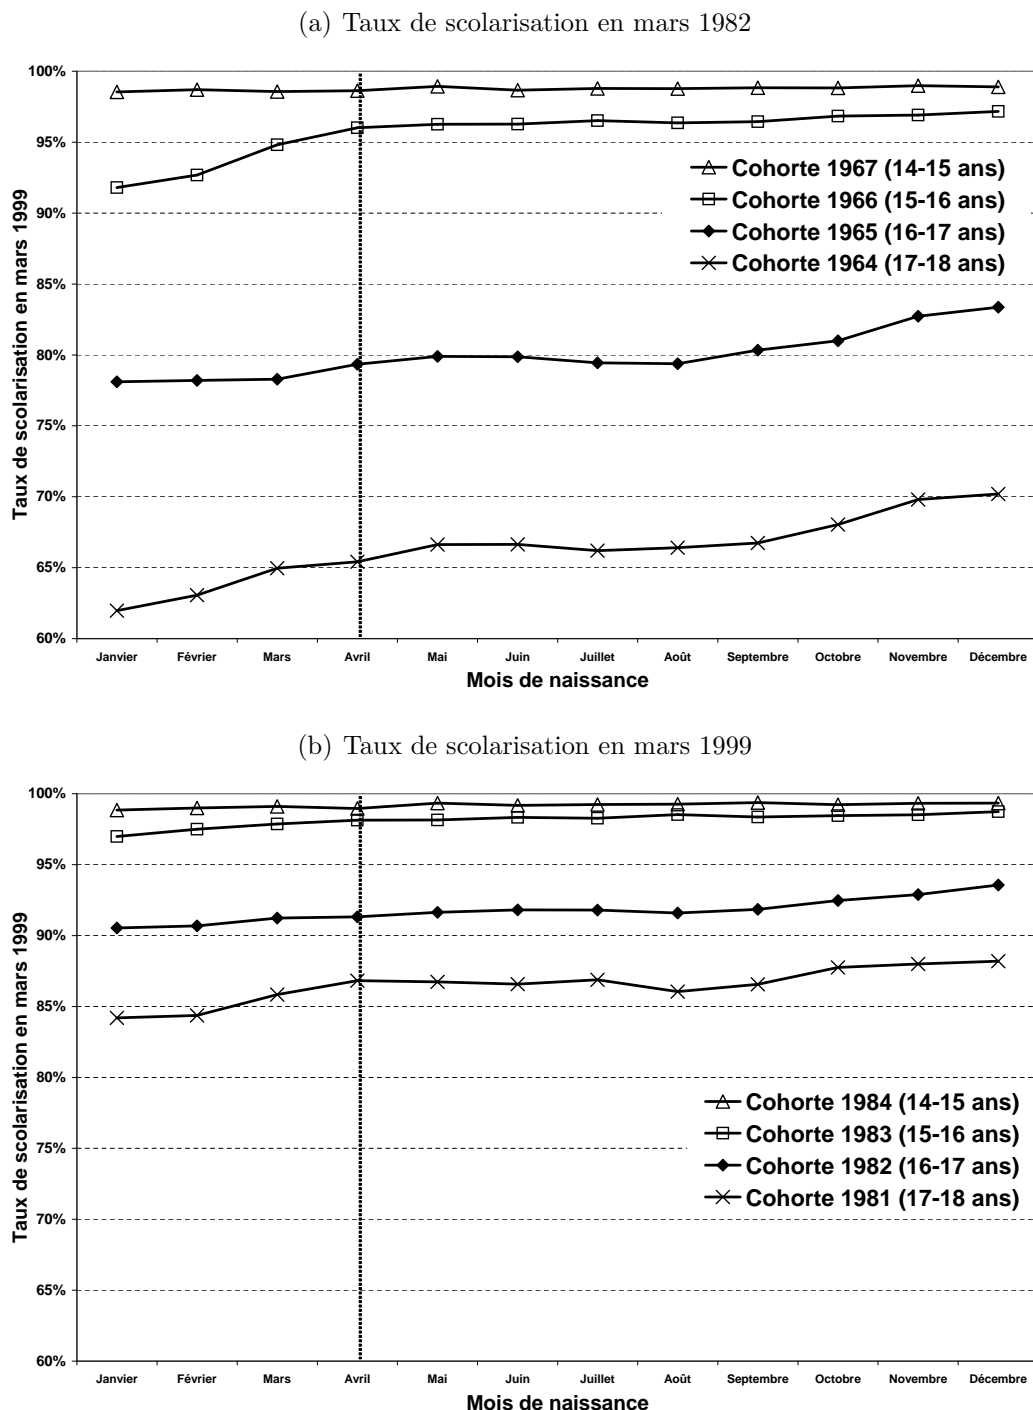 (a) Taux de scolarisation en mars 1982
Taux de scolarisation en mars 1999
100%
95%
90%
85%
80%
75%
70%
65%
60%
Cohorte 1967 (14-15 ans)
Cohorte 1966 (15-16 ans)
Cohorte 1965 (16-17 ans)
Cohorte 1964 (17-18 ans)
Janvier Février Mars Avril Mai Juin Juillet Août Septembre Octobre Novembre Décembre
Mois de naissance
(b) Taux de scolarisation en mars 1999
Taux de scolarisation en mars 1999
100%
95%
90%
85%
80%
75%
70%
65%
60%
Cohorte 1984 (14-15 ans)
Cohorte 1983 (15-16 ans)
Cohorte 1982 (16-17 ans)
Cohorte 1981 (17-18 ans)
Janvier Février Mars Avril Mai Juin Juillet Août Septembre Octobre Novembre Décembre
Mois de naissance